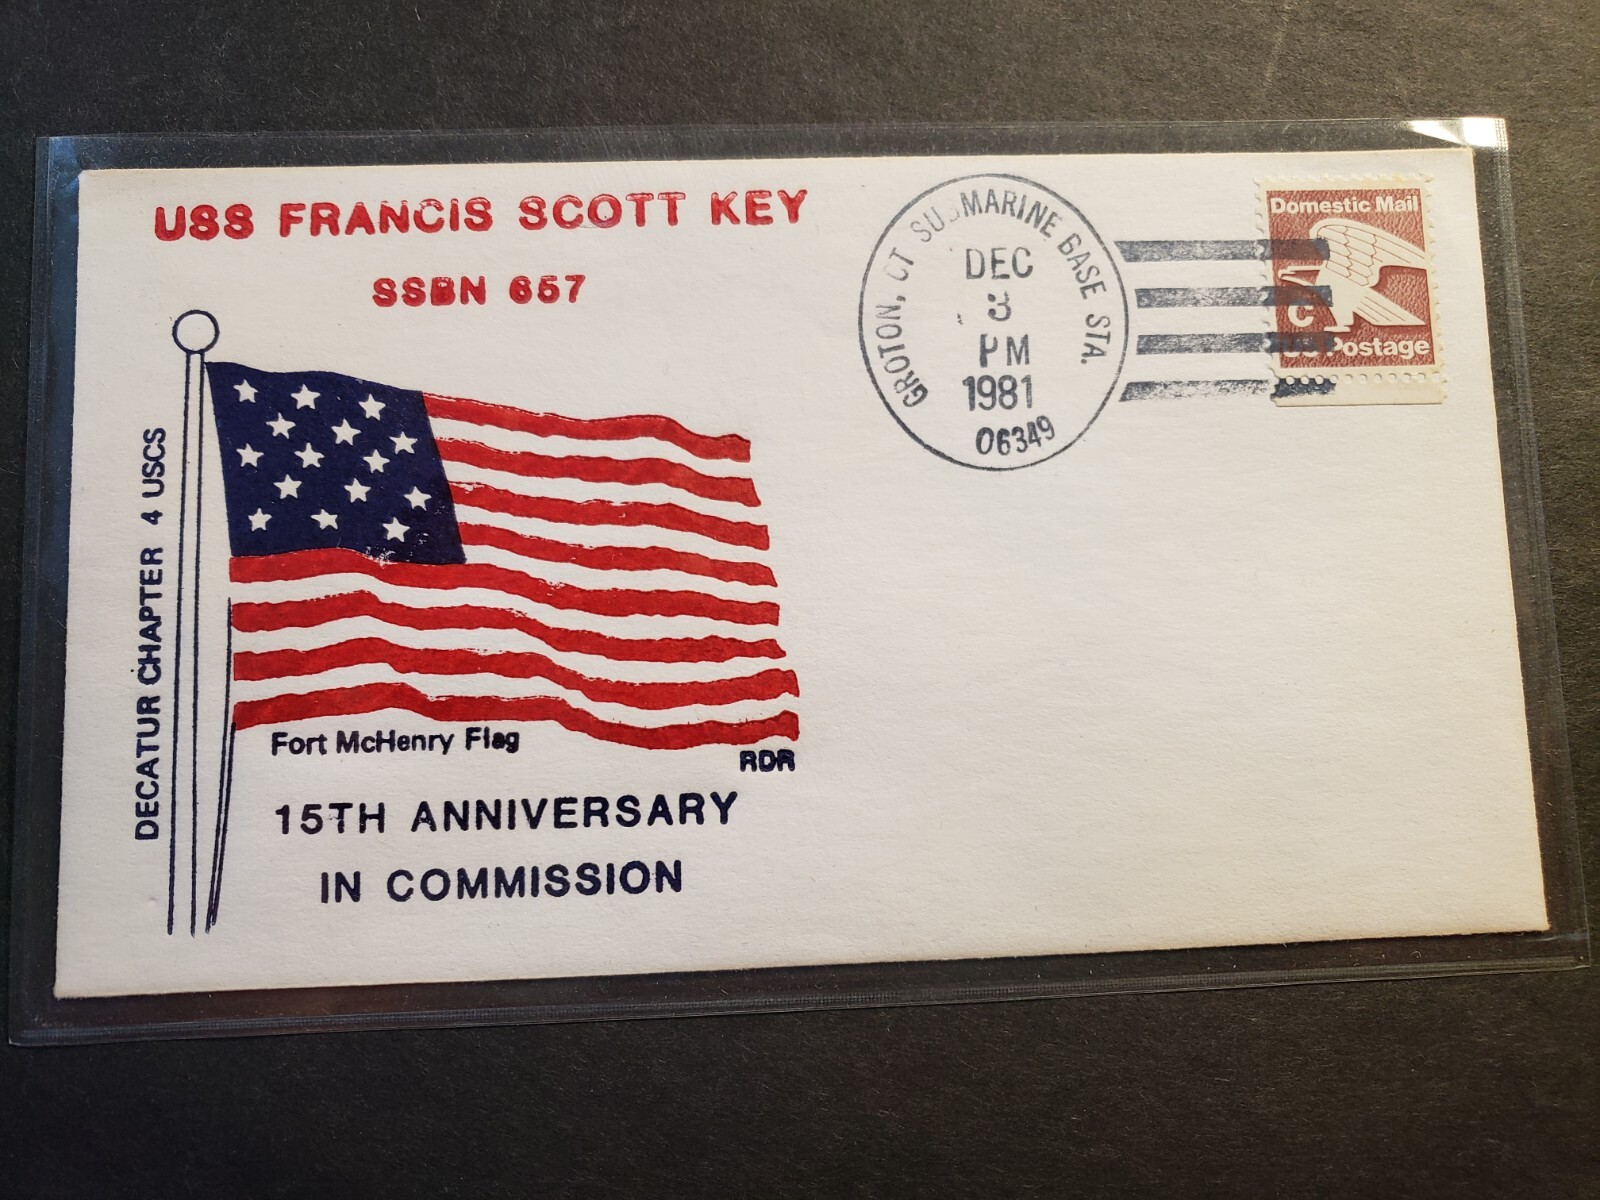 USS FRANCIS SCOTT KEY
SSBN 657
DECATUR CHAPTER 4 USCS
Fort McHenry Flag
RDR
15TH ANNIVERSARY
IN COMMISSION
GROTON, CT SUBMARINE BASE STA.
DEC
3
PM
1981
06349
Domestic Mail
C
US Postage